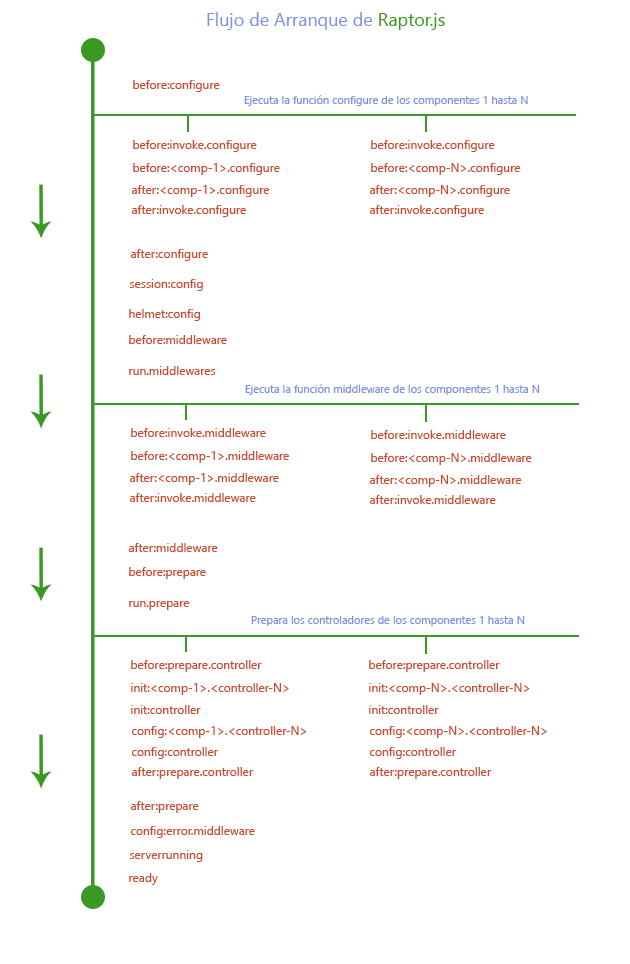 Flujo de Arranque de Raptor.js
before:configure
Ejecuta la función configure de los componentes 1 hasta N
before:invoke.configure
before:<comp-1>.configure
after:<comp-1>.configure
after:invoke.configure
before:invoke.configure
before:<comp-N>.configure
after:<comp-N>.configure
after:invoke.configure
after:configure
session:config
helmet:config
before:middleware
run.middlewares
Ejecuta la función middleware de los componentes 1 hasta N
before:invoke.middleware
before:<comp-1>.middleware
after:<comp-1>.middleware
after:invoke.middleware
before:invoke.middleware
before:<comp-N>.middleware
after:<comp-N>.middleware
after:invoke.middleware
after:middleware
before:prepare
run.prepare
Prepara los controladores de los componentes 1 hasta N
before:prepare.controller
init:<comp-1>.<controller-N>
init:controller
config:<comp-1>.<controller-N>
config:controller
after:prepare.controller
before:prepare.controller
init:<comp-N>.<controller-N>
init:controller
config:<comp-N>.<controller-N>
config:controller
after:prepare.controller
after:prepare
config:error.middleware
serverrunning
ready